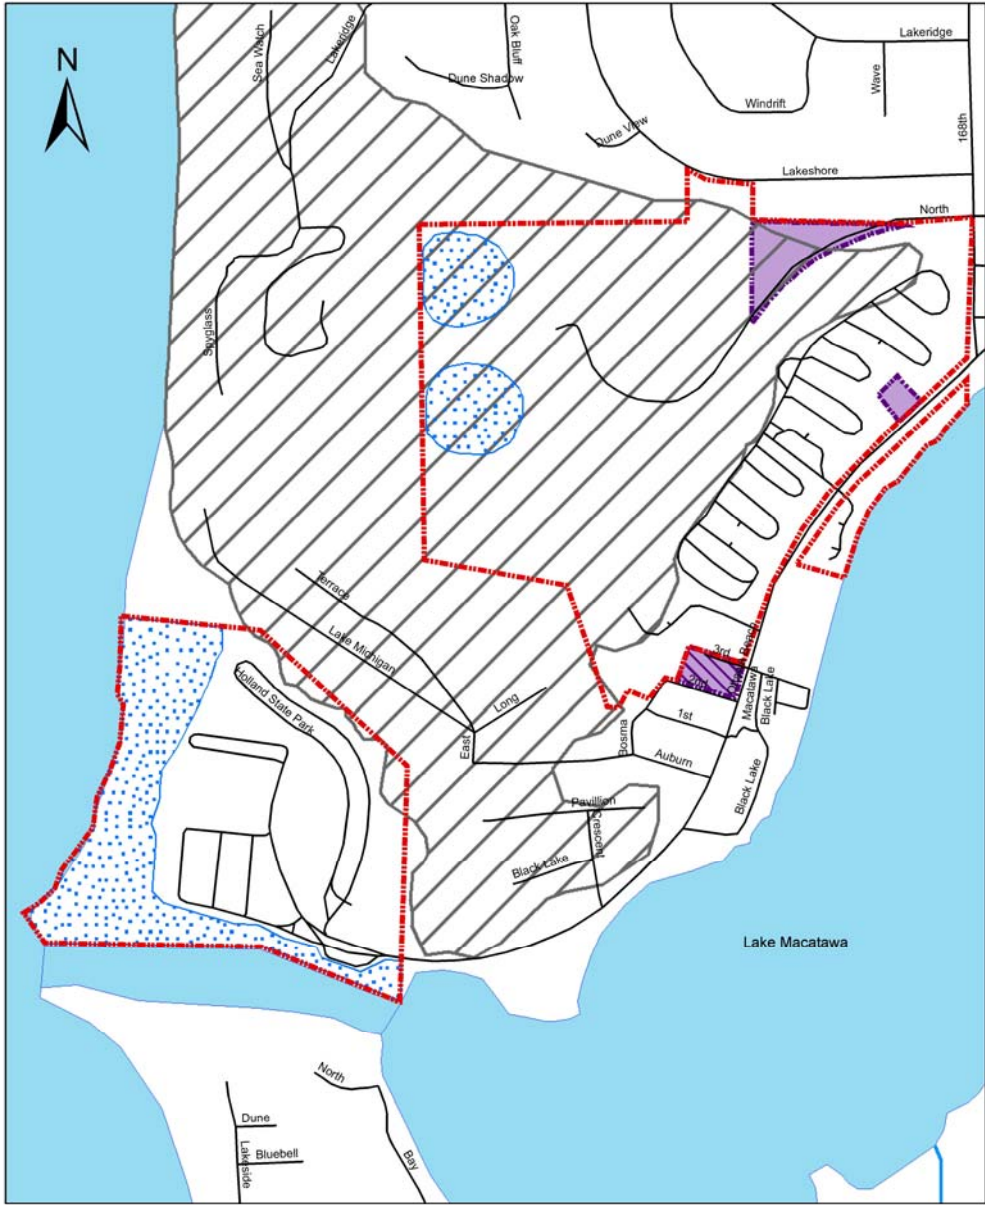 N
Sea Watch
Lakeridge
Oak Bluff
Dune Shadow
Lakeridge
Wave
Windrift
Dune View
168th
Lakeshore
North
Spyglass
Terrace
Lake Michigan
Holland State Park
Long
East
Bosma
3rd
2nd
1st
Ottawa Beach
Macatawa
Black Lake
Auburn
Black Lake
Pavillion
Crescent
Black Lake
Lake Macatawa
North
Dune
Lakeside
Bluebell
Bay